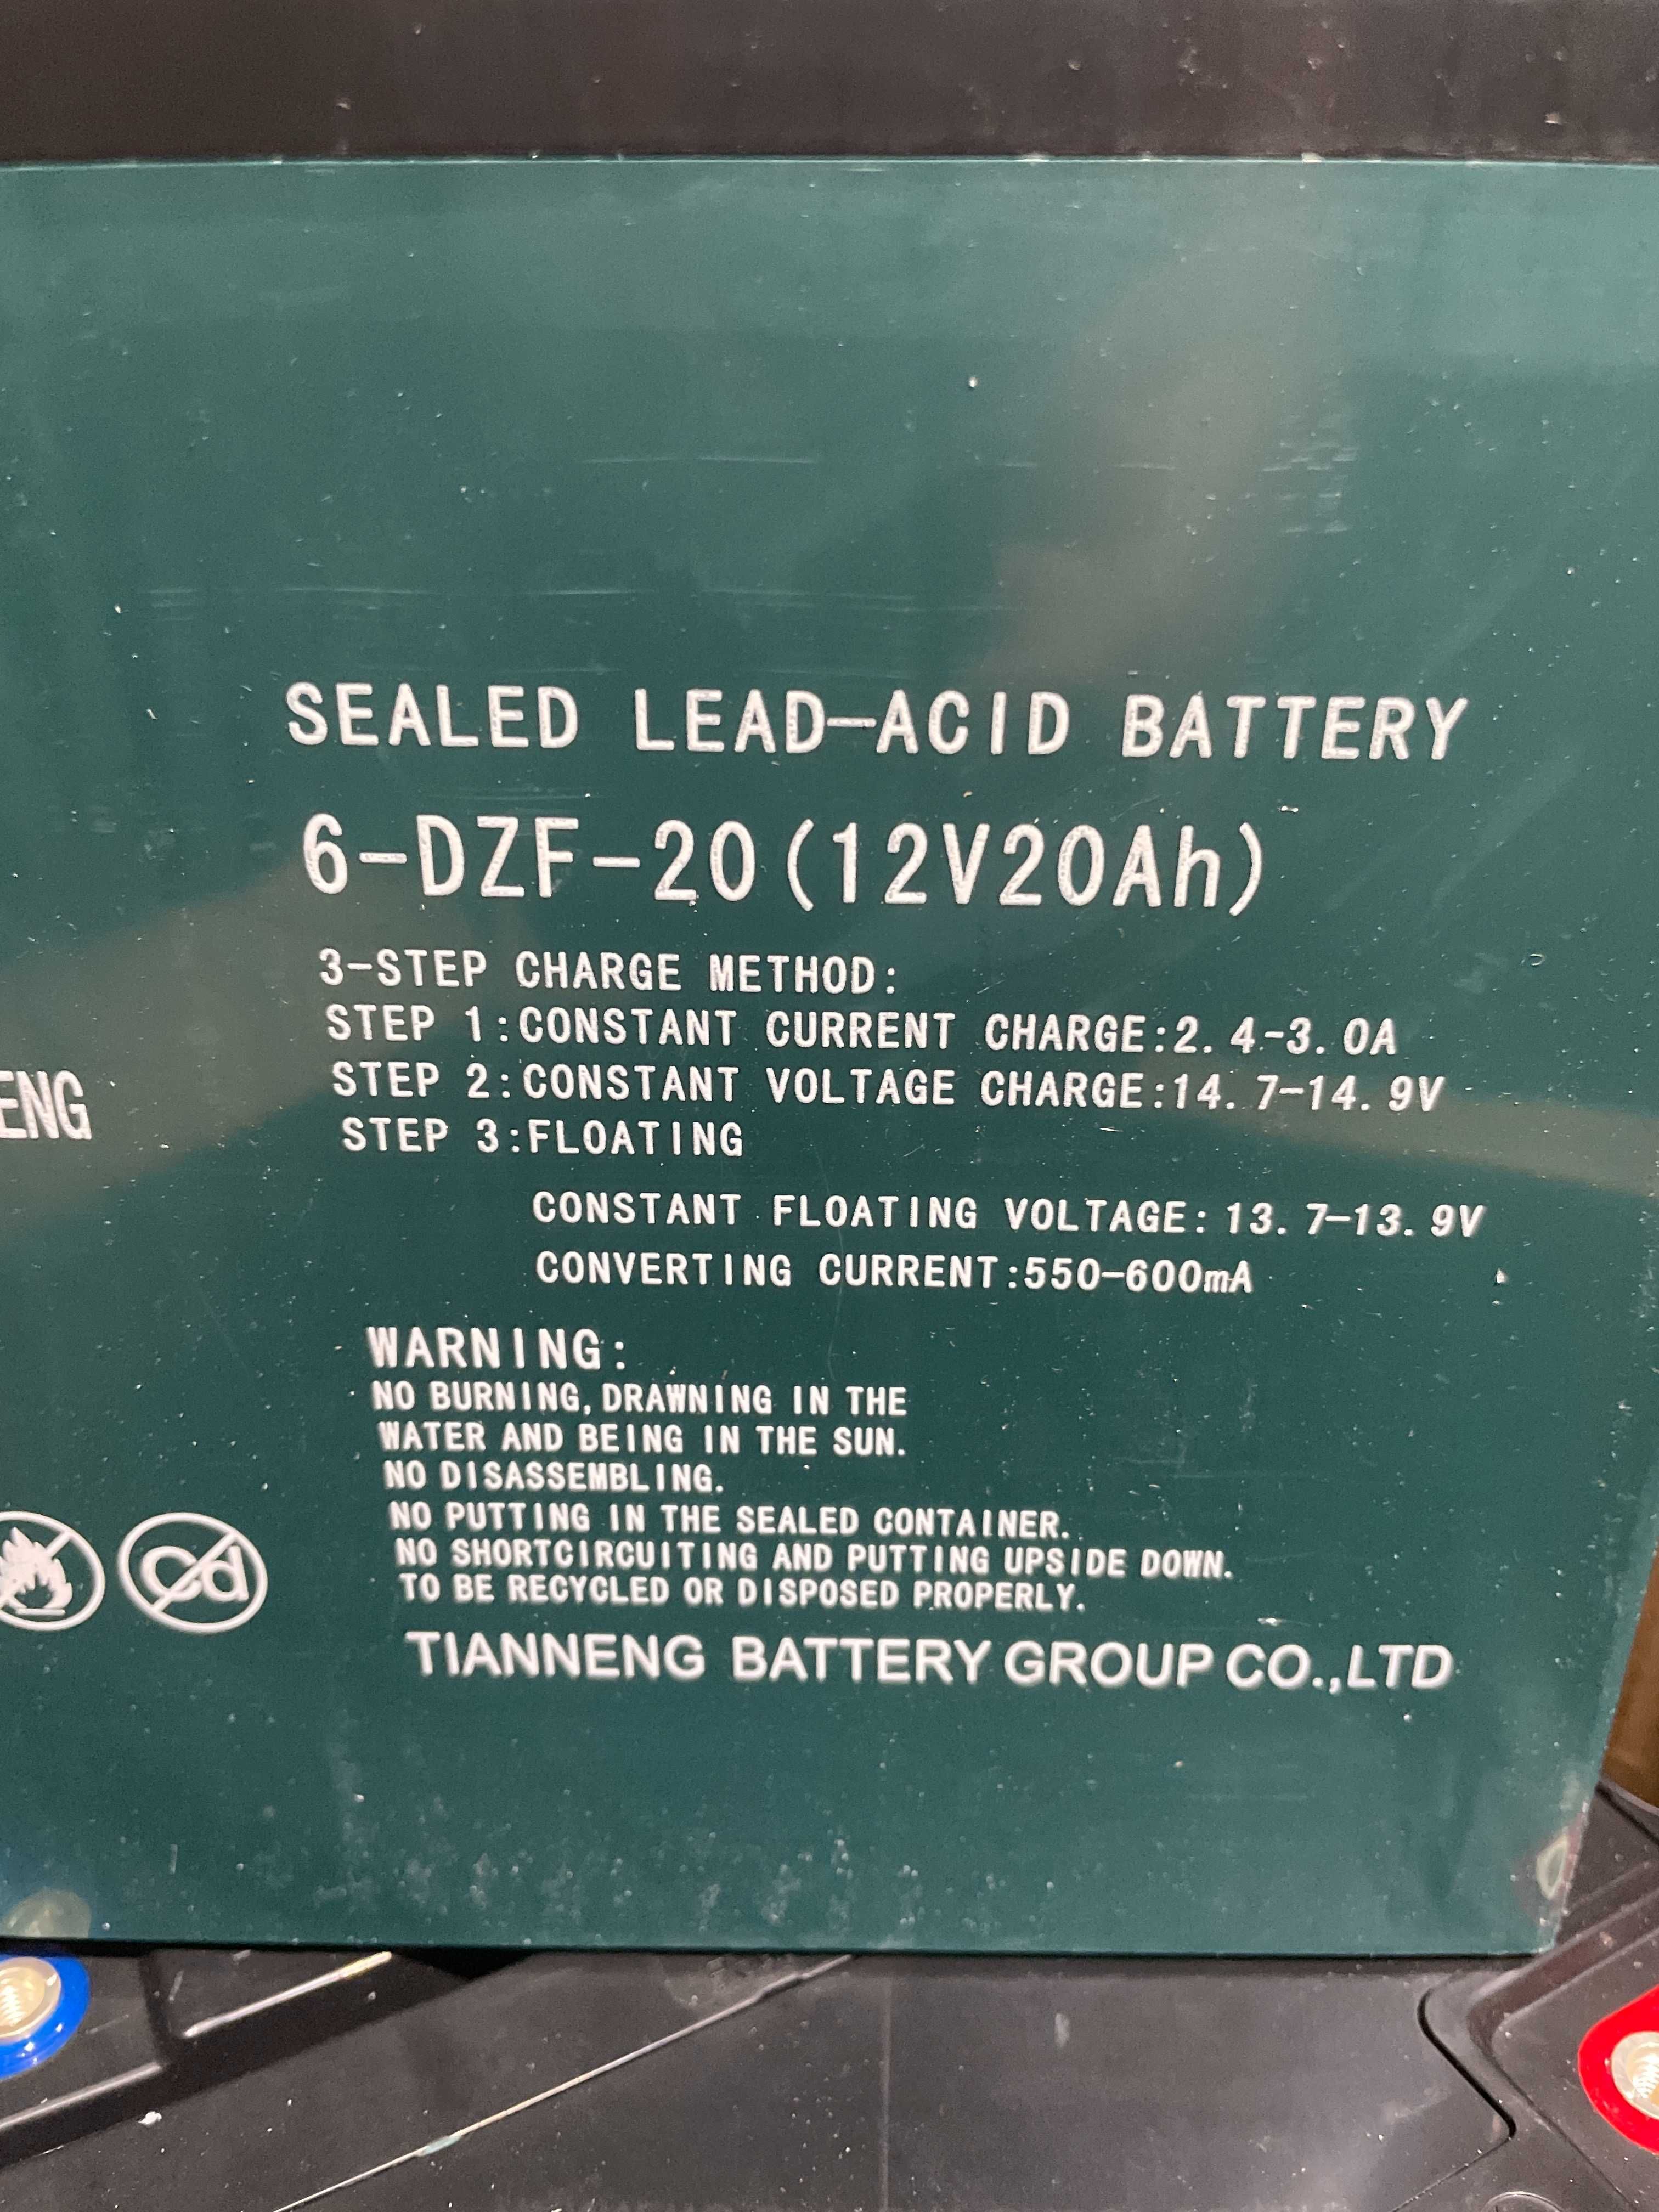 SEALED LEAD-ACID BATTERY
6-DZF-20(12V20Ah)
3-STEP CHARGE METHOD:
STEP 1:CONSTANT CURRENT CHARGE:2.4-3.0A
STEP 2:CONSTANT VOLTAGE CHARGE:14.7-14.9V
STEP 3:FLOATING
CONSTANT FLOATING VOLTAGE:13.7-13.9V
CONVERTING CURRENT:550-600mA
ENG
WARNING:
NO BURNING,DRAWNING IN THE
WATER AND BEING IN THE SUN.
NO DISASSEMBLING.
NO PUTTING IN THE SEALED CONTAINER.
NO SHORTCIRCUITING AND PUTTING UPSIDE DOWN.
TO BE RECYCLED OR DISPOSED PROPERLY.
Cd
TIANNENG BATTERY GROUP CO.,LTD